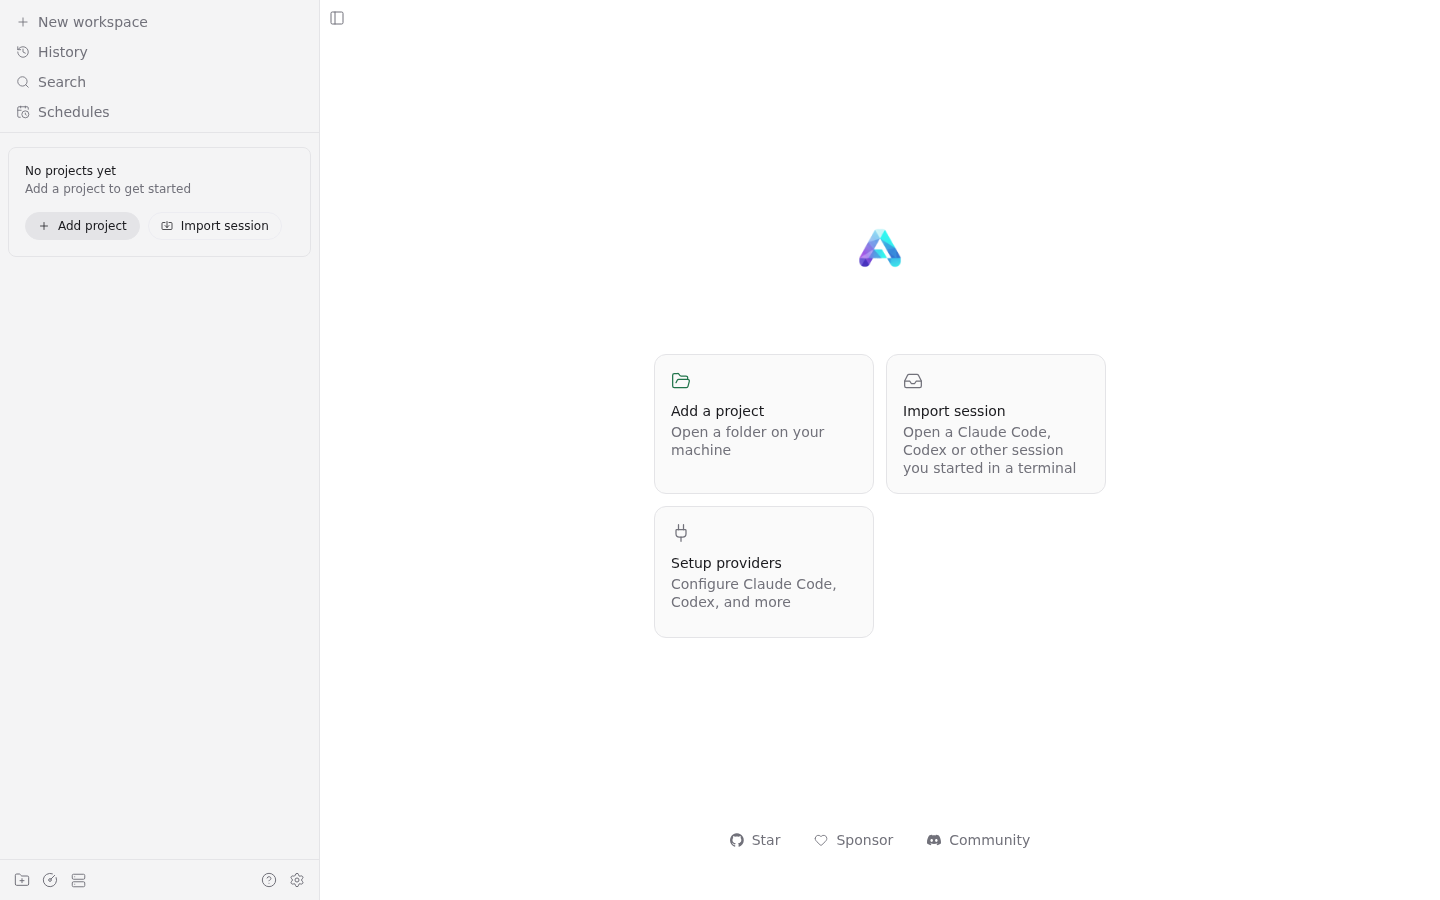 New workspace
History
Search
Schedules
No projects yet
Add a project to get started
Add project
Import session
Add a project
Open a folder on your
machine
Import session
Open a Claude Code,
Codex or other session
you started in a terminal
Setup providers
Configure Claude Code,
Codex, and more
Star
Sponsor
Community